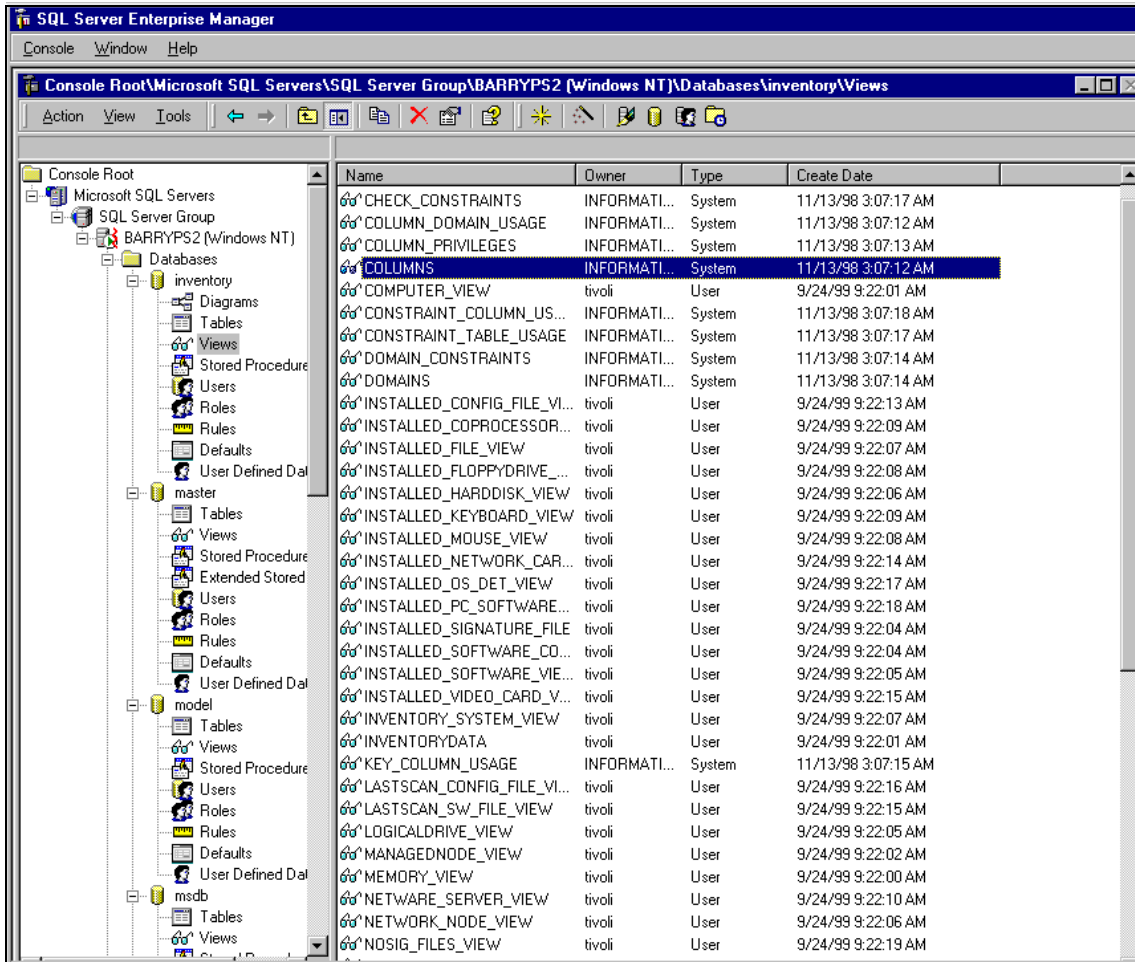 SQL Server Enterprise Manager
Console Window Help
Console Root\Microsoft SQL Servers\SQL Server Group\BARRYPS2 (Windows NT)\Databases\inventory\Views
Action View Tools
Console Root
Microsoft SQL Servers
SQL Server Group
BARRYPS2 (Windows NT)
Databases
inventory
Diagrams
Tables
Views
Stored Procedure
Users
Roles
Rules
Defaults
User Defined Dat
master
Tables
Views
Stored Procedure
Extended Stored
Users
Roles
Rules
Defaults
User Defined Dat
model
Tables
Views
Stored Procedure
Users
Roles
Rules
Defaults
User Defined Dat
msdb
Tables
Views
Name Owner Type Create Date
CHECK_CONSTRAINTS INFORMATI... System 11/13/98 3:07:17 AM
COLUMN_DOMAIN_USAGE INFORMATI... System 11/13/98 3:07:12 AM
COLUMN_PRIVILEGES INFORMATI... System 11/13/98 3:07:13 AM
COLUMNS INFORMATI... System 11/13/98 3:07:12 AM
COMPUTER_VIEW tivoli User 9/24/99 9:22:01 AM
CONSTRAINT_COLUMN_US... INFORMATI... System 11/13/98 3:07:18 AM
CONSTRAINT_TABLE_USAGE INFORMATI... System 11/13/98 3:07:17 AM
DOMAIN_CONSTRAINTS INFORMATI... System 11/13/98 3:07:14 AM
DOMAINS INFORMATI... System 11/13/98 3:07:14 AM
INSTALLED_CONFIG_FILE_VI... tivoli User 9/24/99 9:22:13 AM
INSTALLED_COPROCESSOR... tivoli User 9/24/99 9:22:09 AM
INSTALLED_FILE_VIEW tivoli User 9/24/99 9:22:07 AM
INSTALLED_FLOPPYDRIVE_... tivoli User 9/24/99 9:22:08 AM
INSTALLED_HARDDISK_VIEW tivoli User 9/24/99 9:22:06 AM
INSTALLED_KEYBOARD_VIEW tivoli User 9/24/99 9:22:09 AM
INSTALLED_MOUSE_VIEW tivoli User 9/24/99 9:22:08 AM
INSTALLED_NETWORK_CAR... tivoli User 9/24/99 9:22:14 AM
INSTALLED_OS_DET_VIEW tivoli User 9/24/99 9:22:17 AM
INSTALLED_PC_SOFTWARE... tivoli User 9/24/99 9:22:18 AM
INSTALLED_SIGNATURE_FILE tivoli User 9/24/99 9:22:04 AM
INSTALLED_SOFTWARE_CO... tivoli User 9/24/99 9:22:04 AM
INSTALLED_SOFTWARE_VIE... tivoli User 9/24/99 9:22:05 AM
INSTALLED_VIDEO_CARD_V... tivoli User 9/24/99 9:22:15 AM
INVENTORY_SYSTEM_VIEW tivoli User 9/24/99 9:22:07 AM
INVENTORYDATA tivoli User 9/24/99 9:22:01 AM
KEY_COLUMN_USAGE INFORMATI... System 11/13/98 3:07:15 AM
LASTSCAN_CONFIG_FILE_VI... tivoli User 9/24/99 9:22:16 AM
LASTSCAN_SW_FILE_VIEW tivoli User 9/24/99 9:22:15 AM
LOGICALDRIVE_VIEW tivoli User 9/24/99 9:22:05 AM
MANAGEDNODE_VIEW tivoli User 9/24/99 9:22:02 AM
MEMORY_VIEW tivoli User 9/24/99 9:22:00 AM
NETWARE_SERVER_VIEW tivoli User 9/24/99 9:22:10 AM
NETWORK_NODE_VIEW tivoli User 9/24/99 9:22:06 AM
NOSIG_FILES_VIEW tivoli User 9/24/99 9:22:19 AM